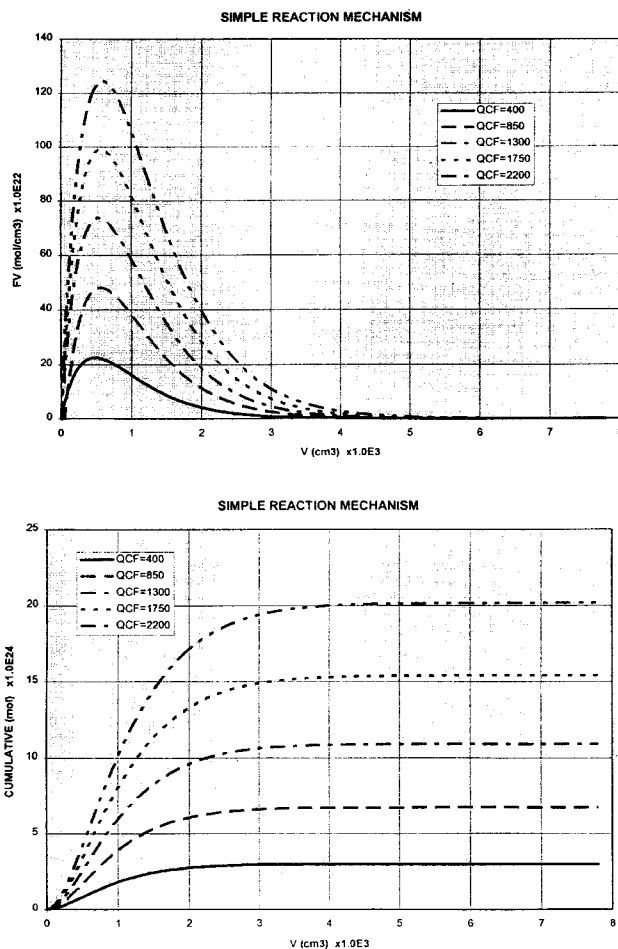 SIMPLE REACTION MECHANISM
140
120
100
80
60
40
20
0
FV (mol/cm3) x1.0E22
QCF=400
QCF=850
QCF=1300
QCF=1750
QCF=2200
0 1 2 3 4 5 6 7
V (cm3) x1.0E3
SIMPLE REACTION MECHANISM
25
20
15
10
5
0
CUMULATIVE (mol) x1.0E24
QCF=400
QCF=850
QCF=1300
QCF=1750
QCF=2200
0 1 2 3 4 5 6 7 8
V (cm3) x1.0E3